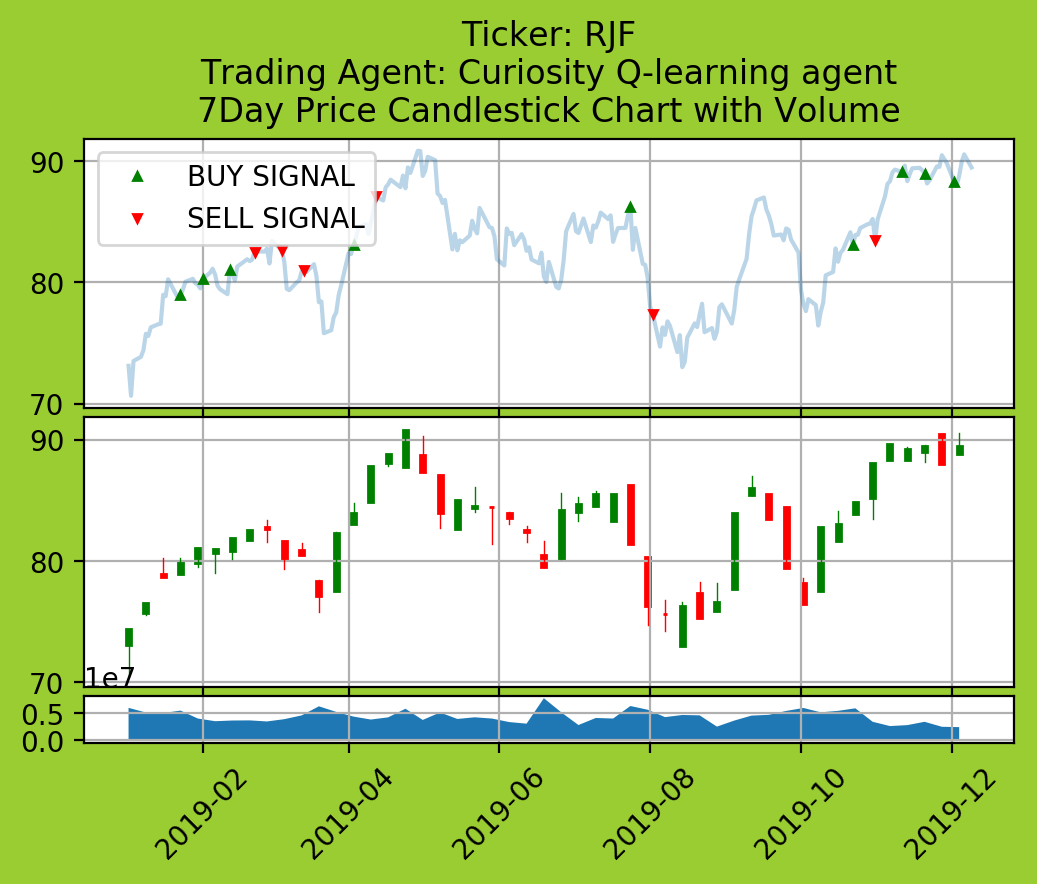 Ticker: RJF
Trading Agent: Curiosity Q-learning agent
7Day Price Candlestick Chart with Volume
90
80
70
BUY SIGNAL
SELL SIGNAL
90
80
70
1e7
0.5
0.0
2019-02
2019-04
2019-06
2019-08
2019-10
2019-12